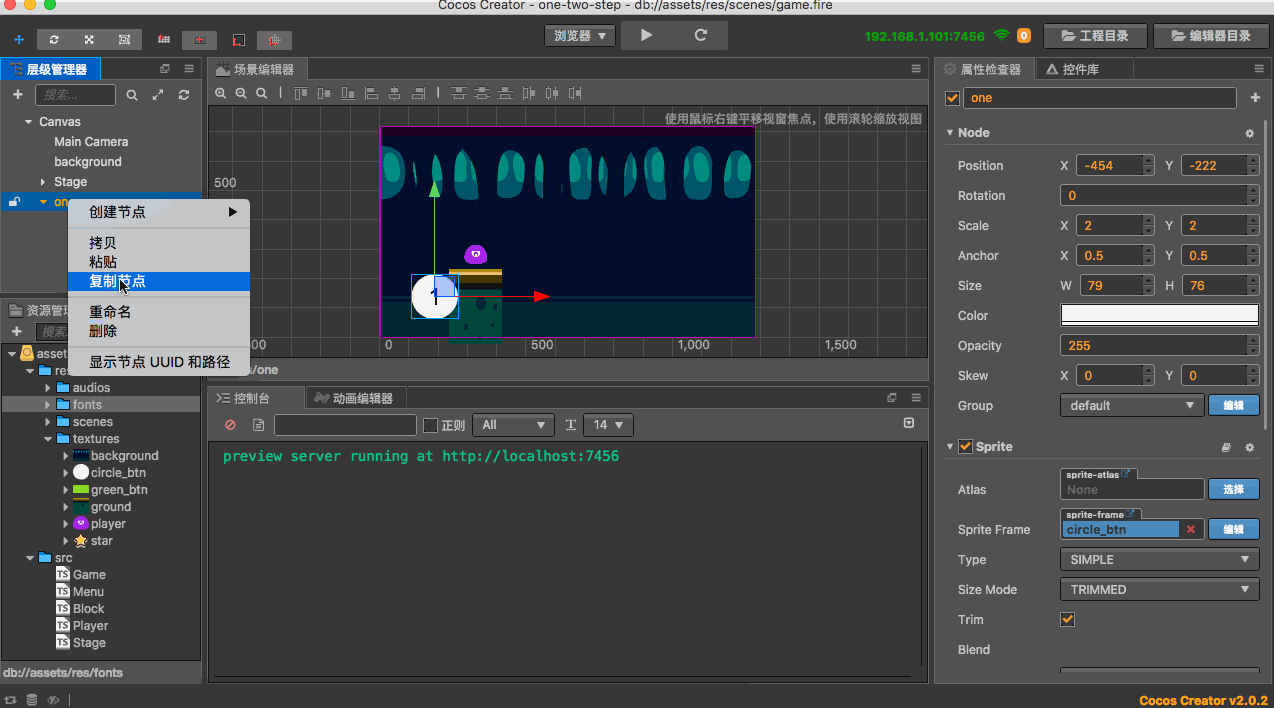 Cocos Creator - one-two-step - db://assets/res/scenes/game.fire
浏览器
192.168.1.101:7456
0
工程目录
编辑器目录
层级管理器
搜索...
Canvas
Main Camera
background
Stage
创建节点
拷贝
粘贴
复制节点
重命名
删除
显示节点 UUID 和路径
搜索
audios
fonts
scenes
textures
background
circle_btn
green_btn
ground
player
star
src
TS Game
TS Menu
TS Block
TS Player
TS Stage
db://assets/res/fonts
场景编辑器
使用鼠标右键平移视窗焦点，使用滚轮缩放视图
500
1
0
500
1,000
1,500
/one
控制台
动画编辑器
正则
All
14
preview server running at http://localhost:7456
属性检查器
控件库
one
Node
Position X -454 Y -222
Rotation 0
Scale X 2 Y 2
Anchor X 0.5 Y 0.5
Size W 79 H 76
Color
Opacity 255
Skew X 0 Y 0
Group default 编辑
Sprite
sprite-atlas
Atlas None 选择
sprite-frame
Sprite Frame circle_btn 编辑
Type SIMPLE
Size Mode TRIMMED
Trim
Blend
Cocos Creator v2.0.2